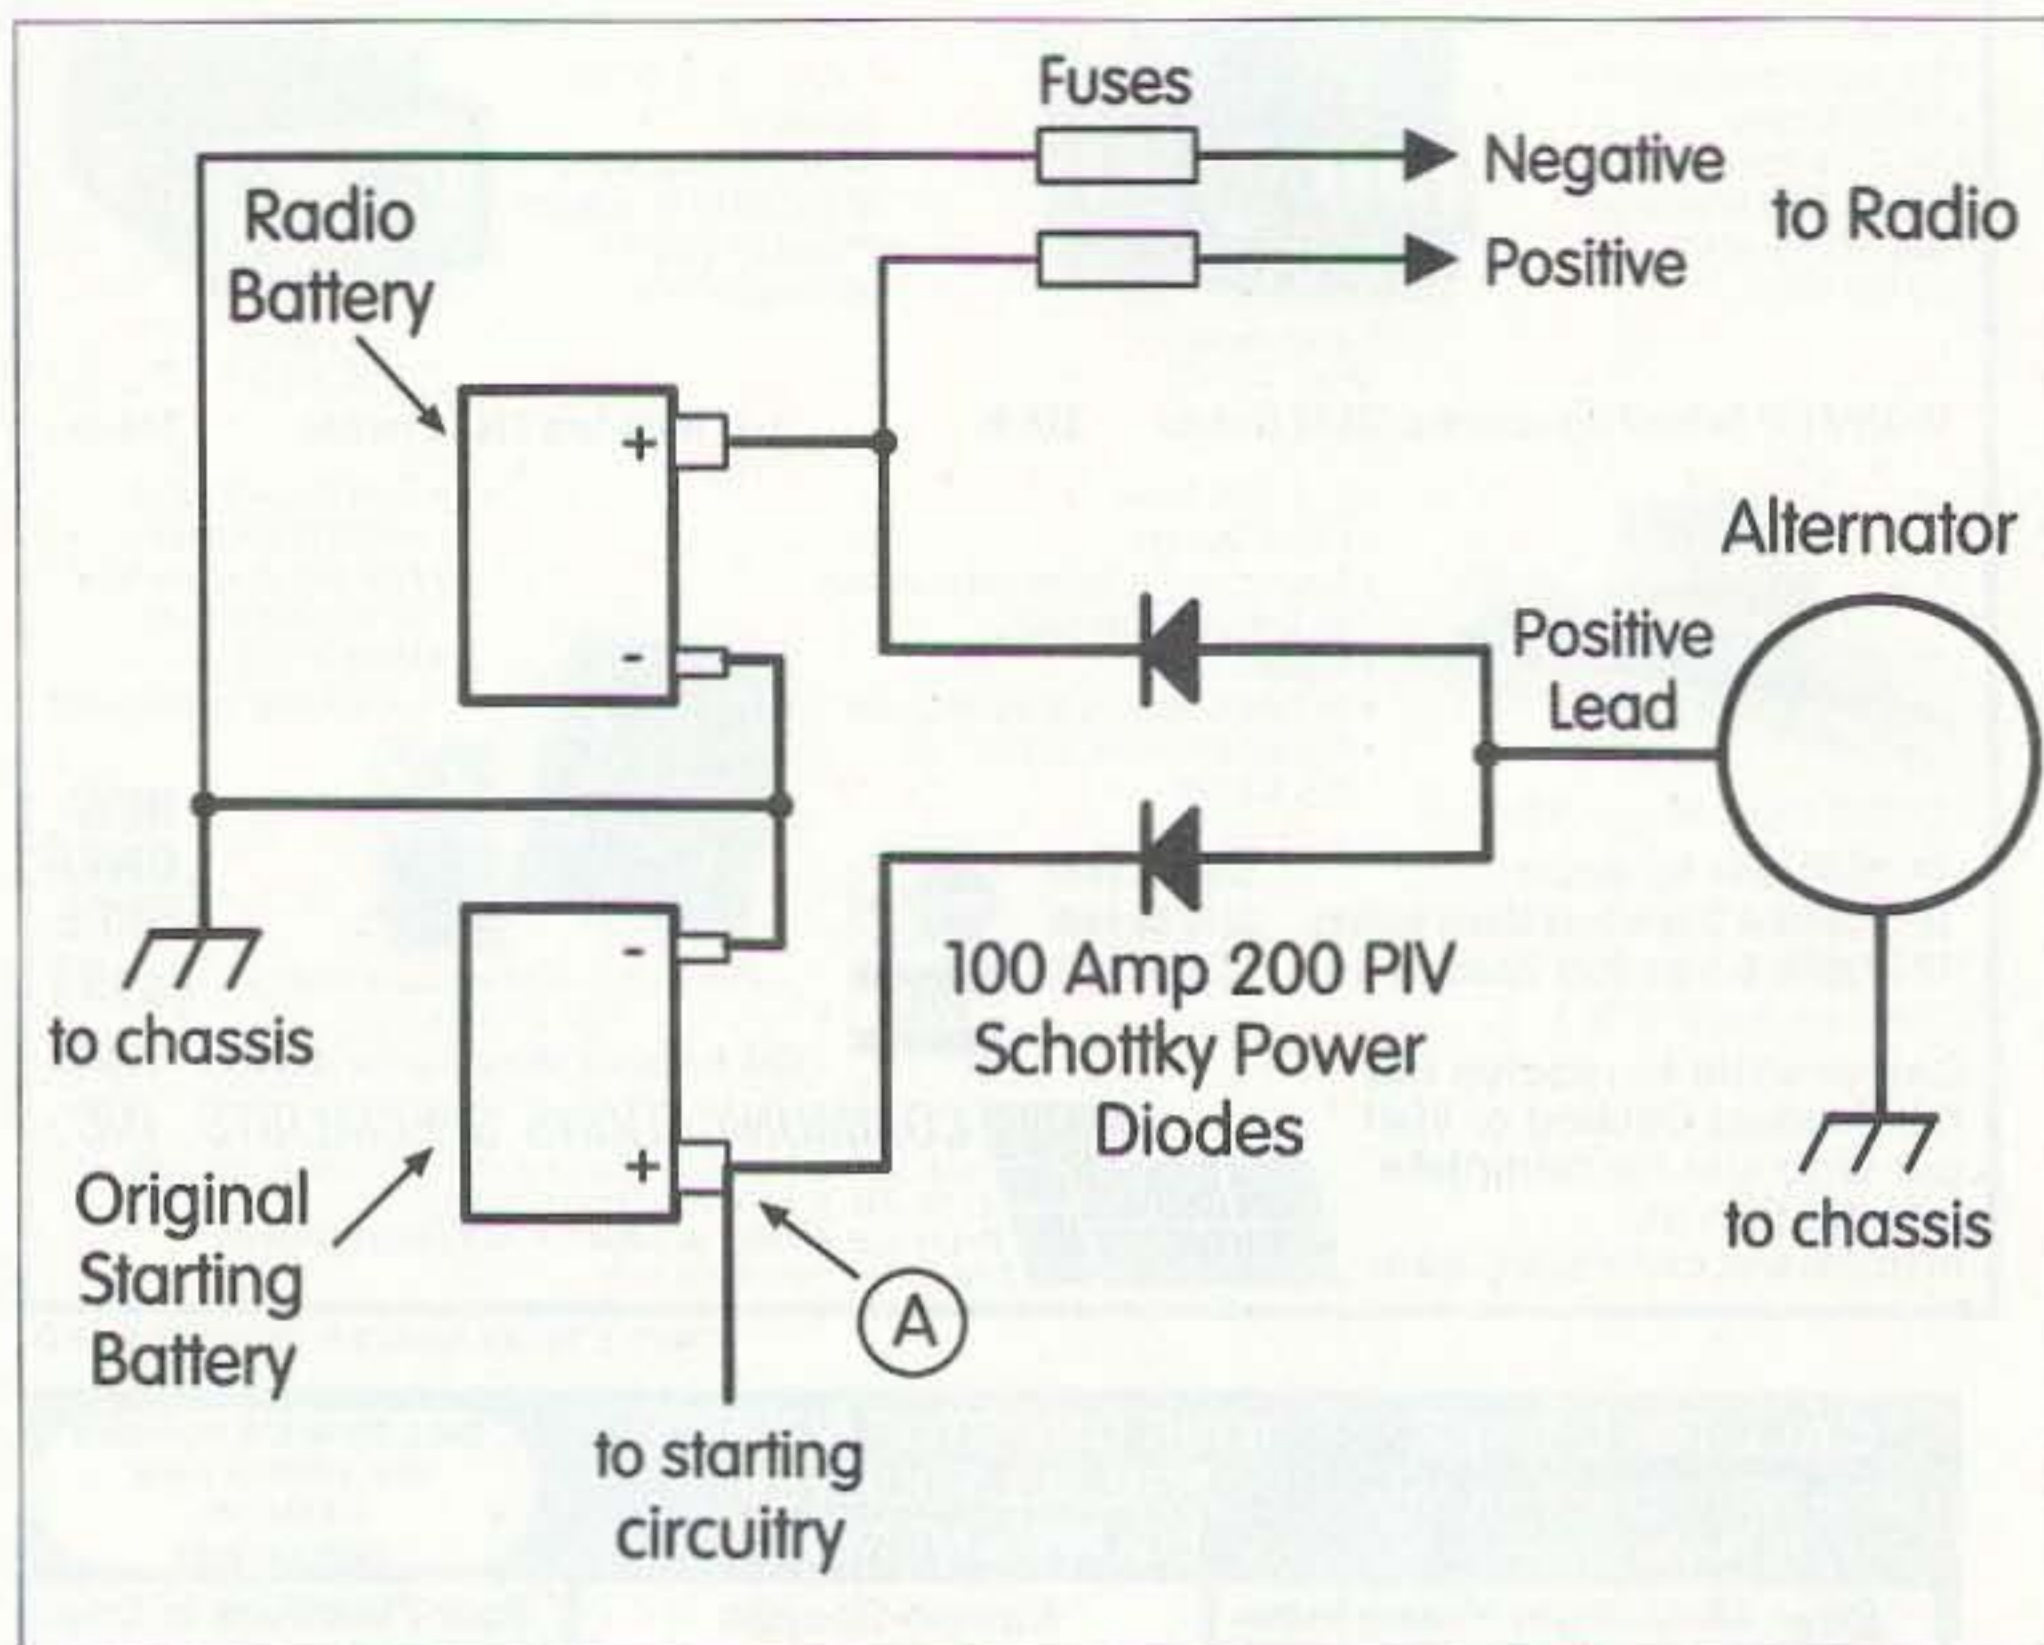 Fuses
Negative
to Radio
Positive
Radio
Battery
+
-
Alternator
Positive
Lead
-
+
to chassis
100 Amp 200 PIV
Schottky Power
Diodes
Original
Starting
Battery
A
to chassis
to starting
circuitry